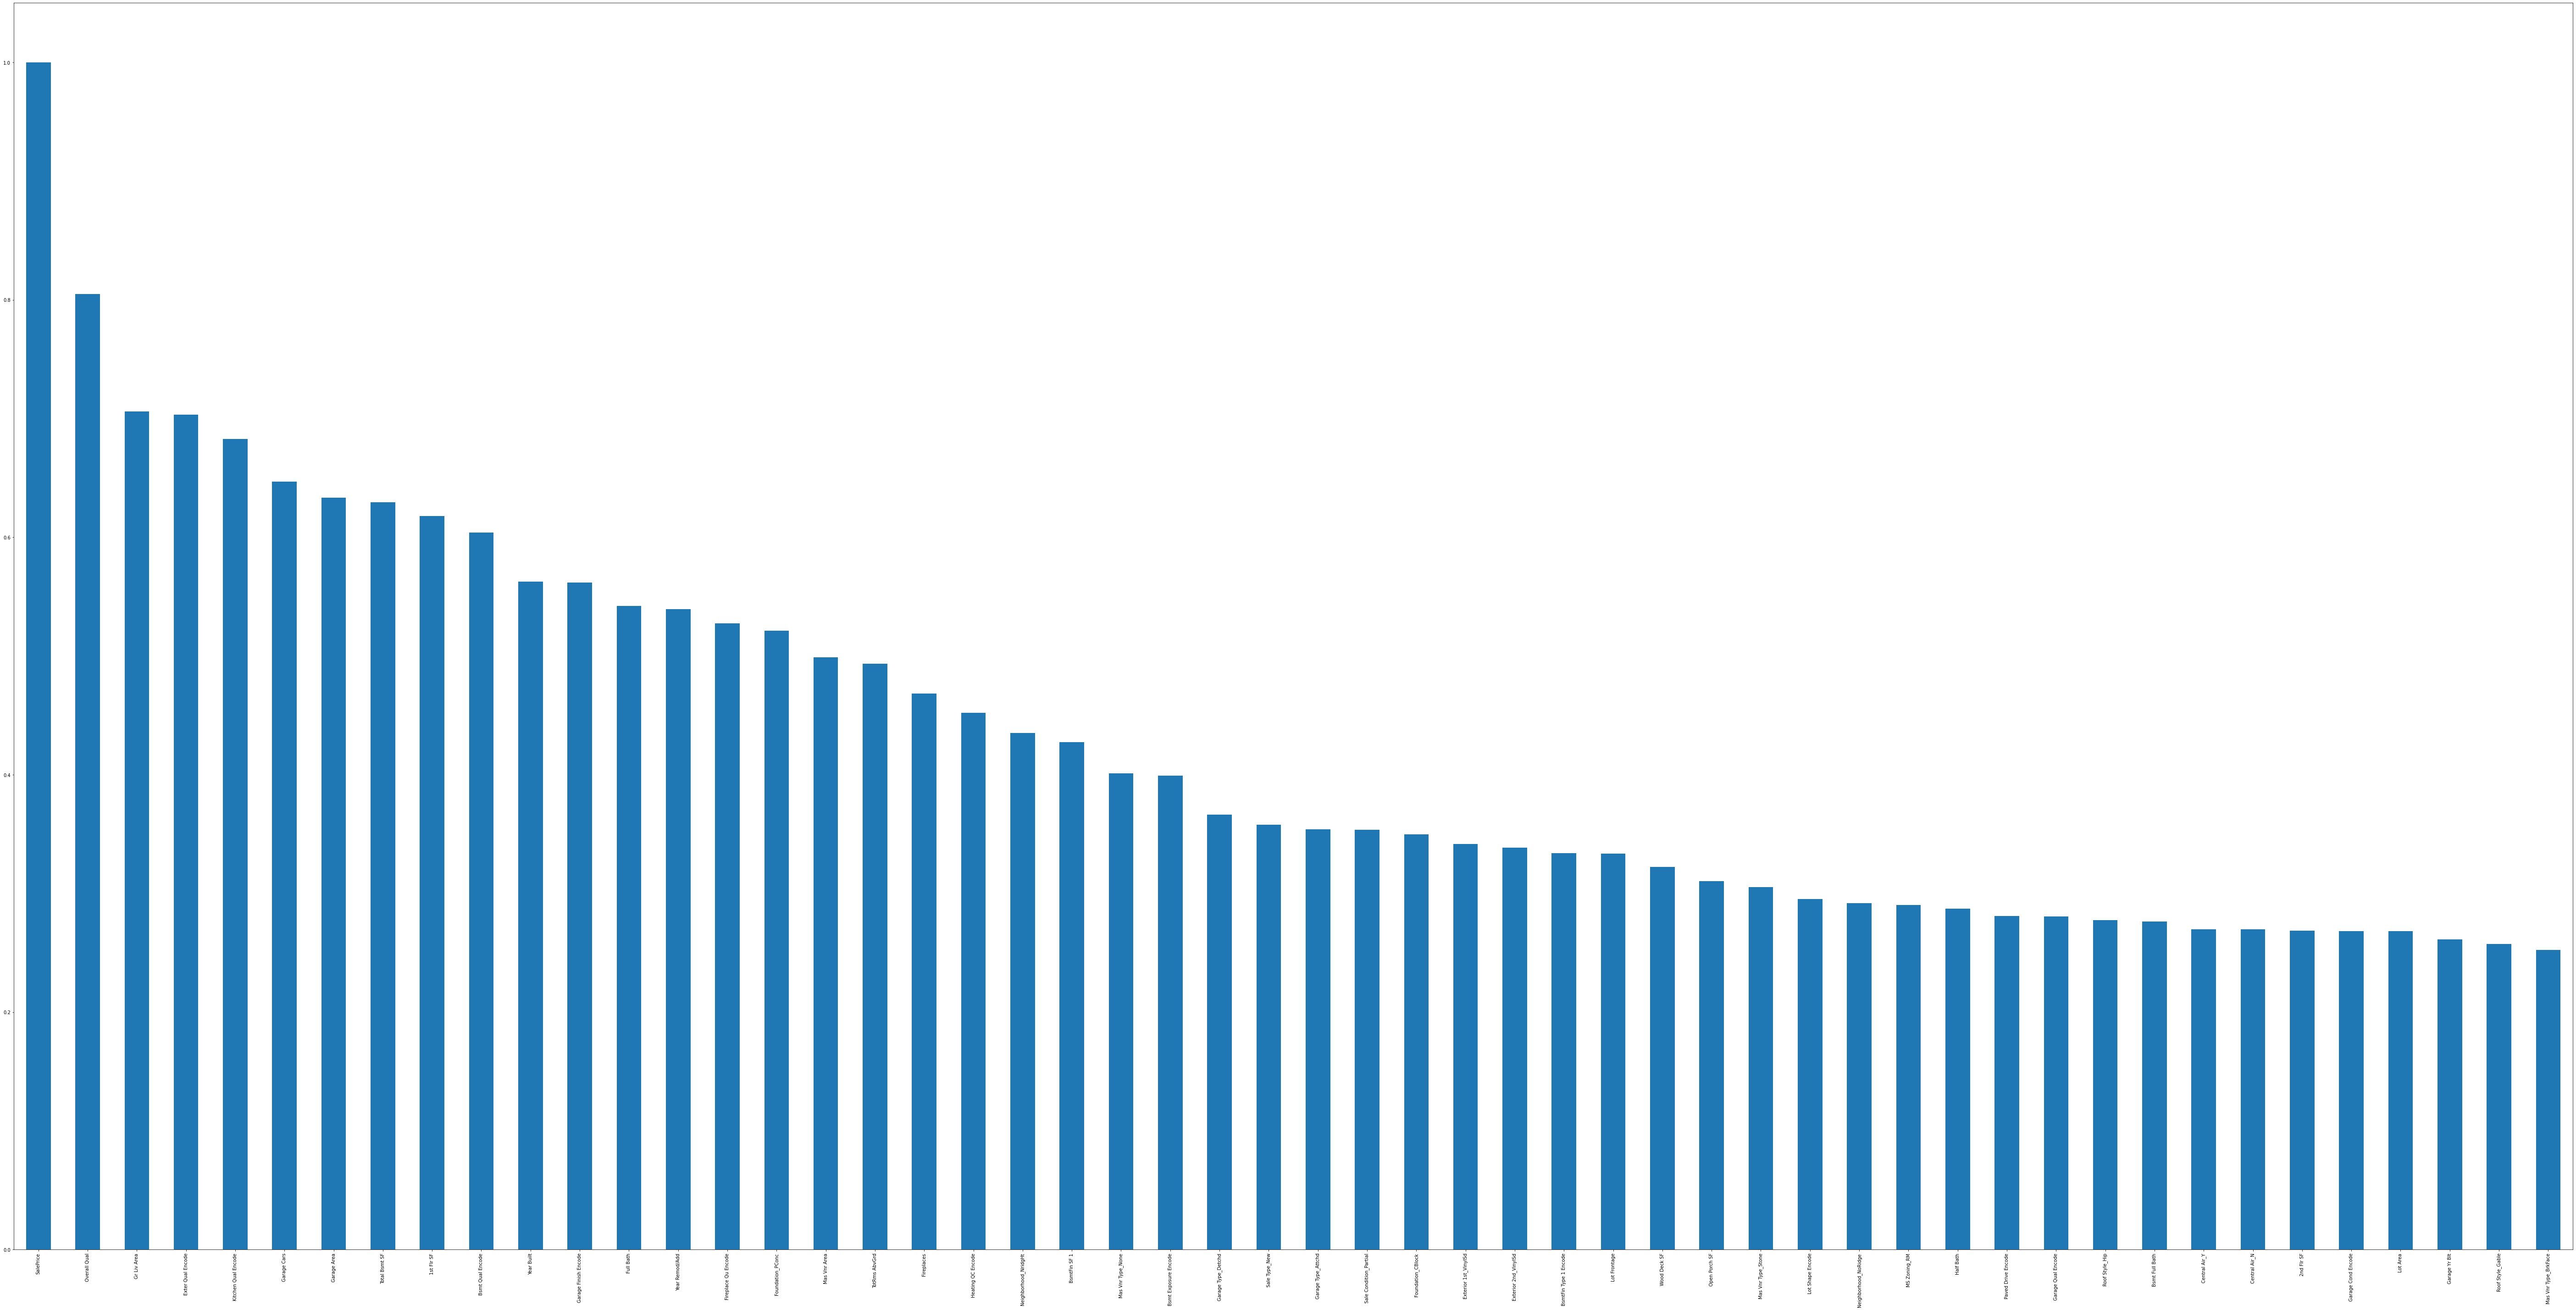 1.0
0.8
0.6
0.4
0.2
0.0
SalePrice
Overall Qual
Gr Liv Area
Exter Qual Encode
Kitchen Qual Encode
Garage Cars
Garage Area
Total Bsmt SF
1st Flr SF
Bsmt Qual Encode
Year Built
Garage Finish Encode
Full Bath
Year Remod/Add
Fireplace Qu Encode
Foundation_PConc
Mas Vnr Area
TotRms AbvGrd
Fireplaces
Heating QC Encode
Neighborhood_NridgHt
BsmtFin SF 1
Mas Vnr Type_None
Bsmt Exposure Encode
Garage Type_Detchd
Sale Type_New
Garage Type_Attchd
Sale Condition_Partial
Foundation_CBlock
Exterior 1st_VinylSd
Exterior 2nd_VinylSd
BsmtFin Type 1 Encode
Lot Frontage
Wood Deck SF
Open Porch SF
Mas Vnr Type_Stone
Lot Shape Encode
Neighborhood_NoRidge
MS Zoning_RM
Half Bath
Paved Drive Encode
Garage Qual Encode
Roof Style_Hip
Bsmt Full Bath
Central Air_Y
Central Air_N
2nd Flr SF
Garage Cond Encode
Lot Area
Garage Yr Blt
Roof Style_Gable
Mas Vnr Type_BrkFace